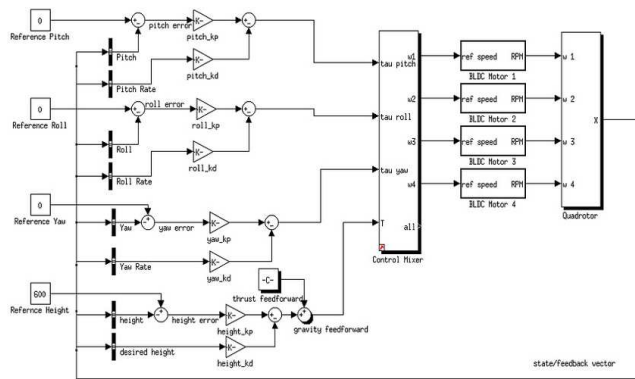 0
Reference Pitch
pitch error
K-
pitch_kp
Pitch
K-
pitch_kd
Pitch Rate
0
Reference Roll
roll error
K-
roll_kp
Roll
K-
roll_kd
Roll Rate
0
Reference Yaw
Yaw
yaw error
K-
yaw_kp
Yaw Rate
K-
yaw_kd
600
Refernce Height
height
height error
K-
height_kp
desired height
K-
height_kd
-C-
thrust feedforward
gravity feedforward
tau pitch
tau roll
tau yaw
T
w1
w2
w3
w4
all
Control Mixer
ref speed RPM
BLDC Motor 1
ref speed RPM
BLDC Motor 2
ref speed RPM
BLDC Motor 3
ref speed RPM
BLDC Motor 4
w 1
w 2
w 3
w 4
X
Quadrotor
state/feedback vector